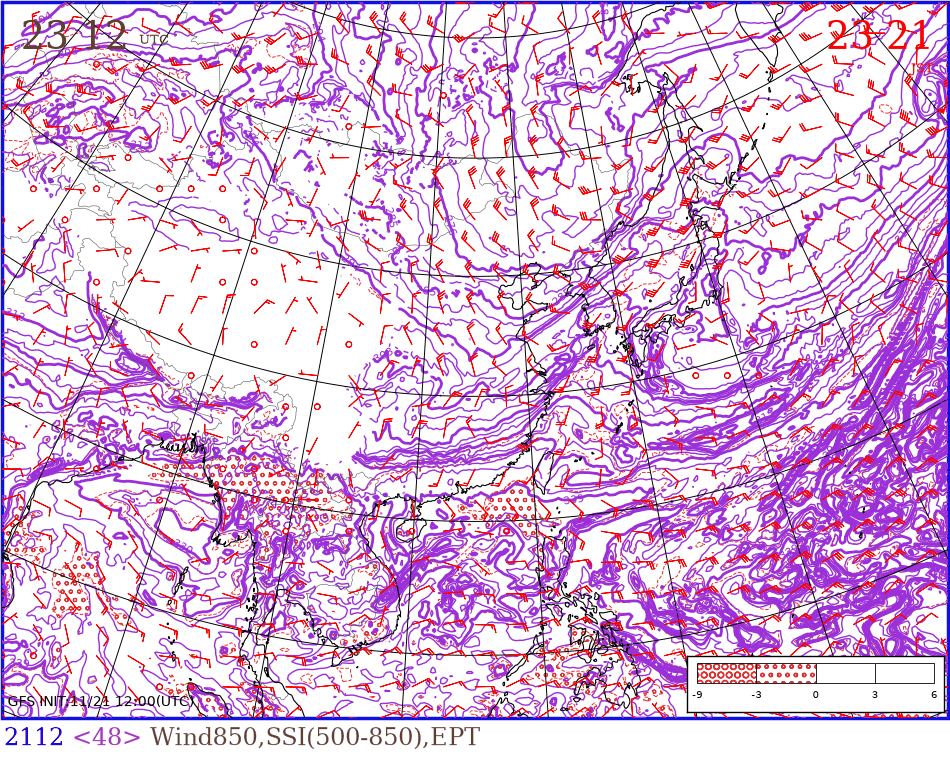 23 12 UTC 23 21
-9 -3 0 3 6
GFS INIT:11/21 12:00(UTC)
2112 <48> Wind850,SSI(500-850),EPT